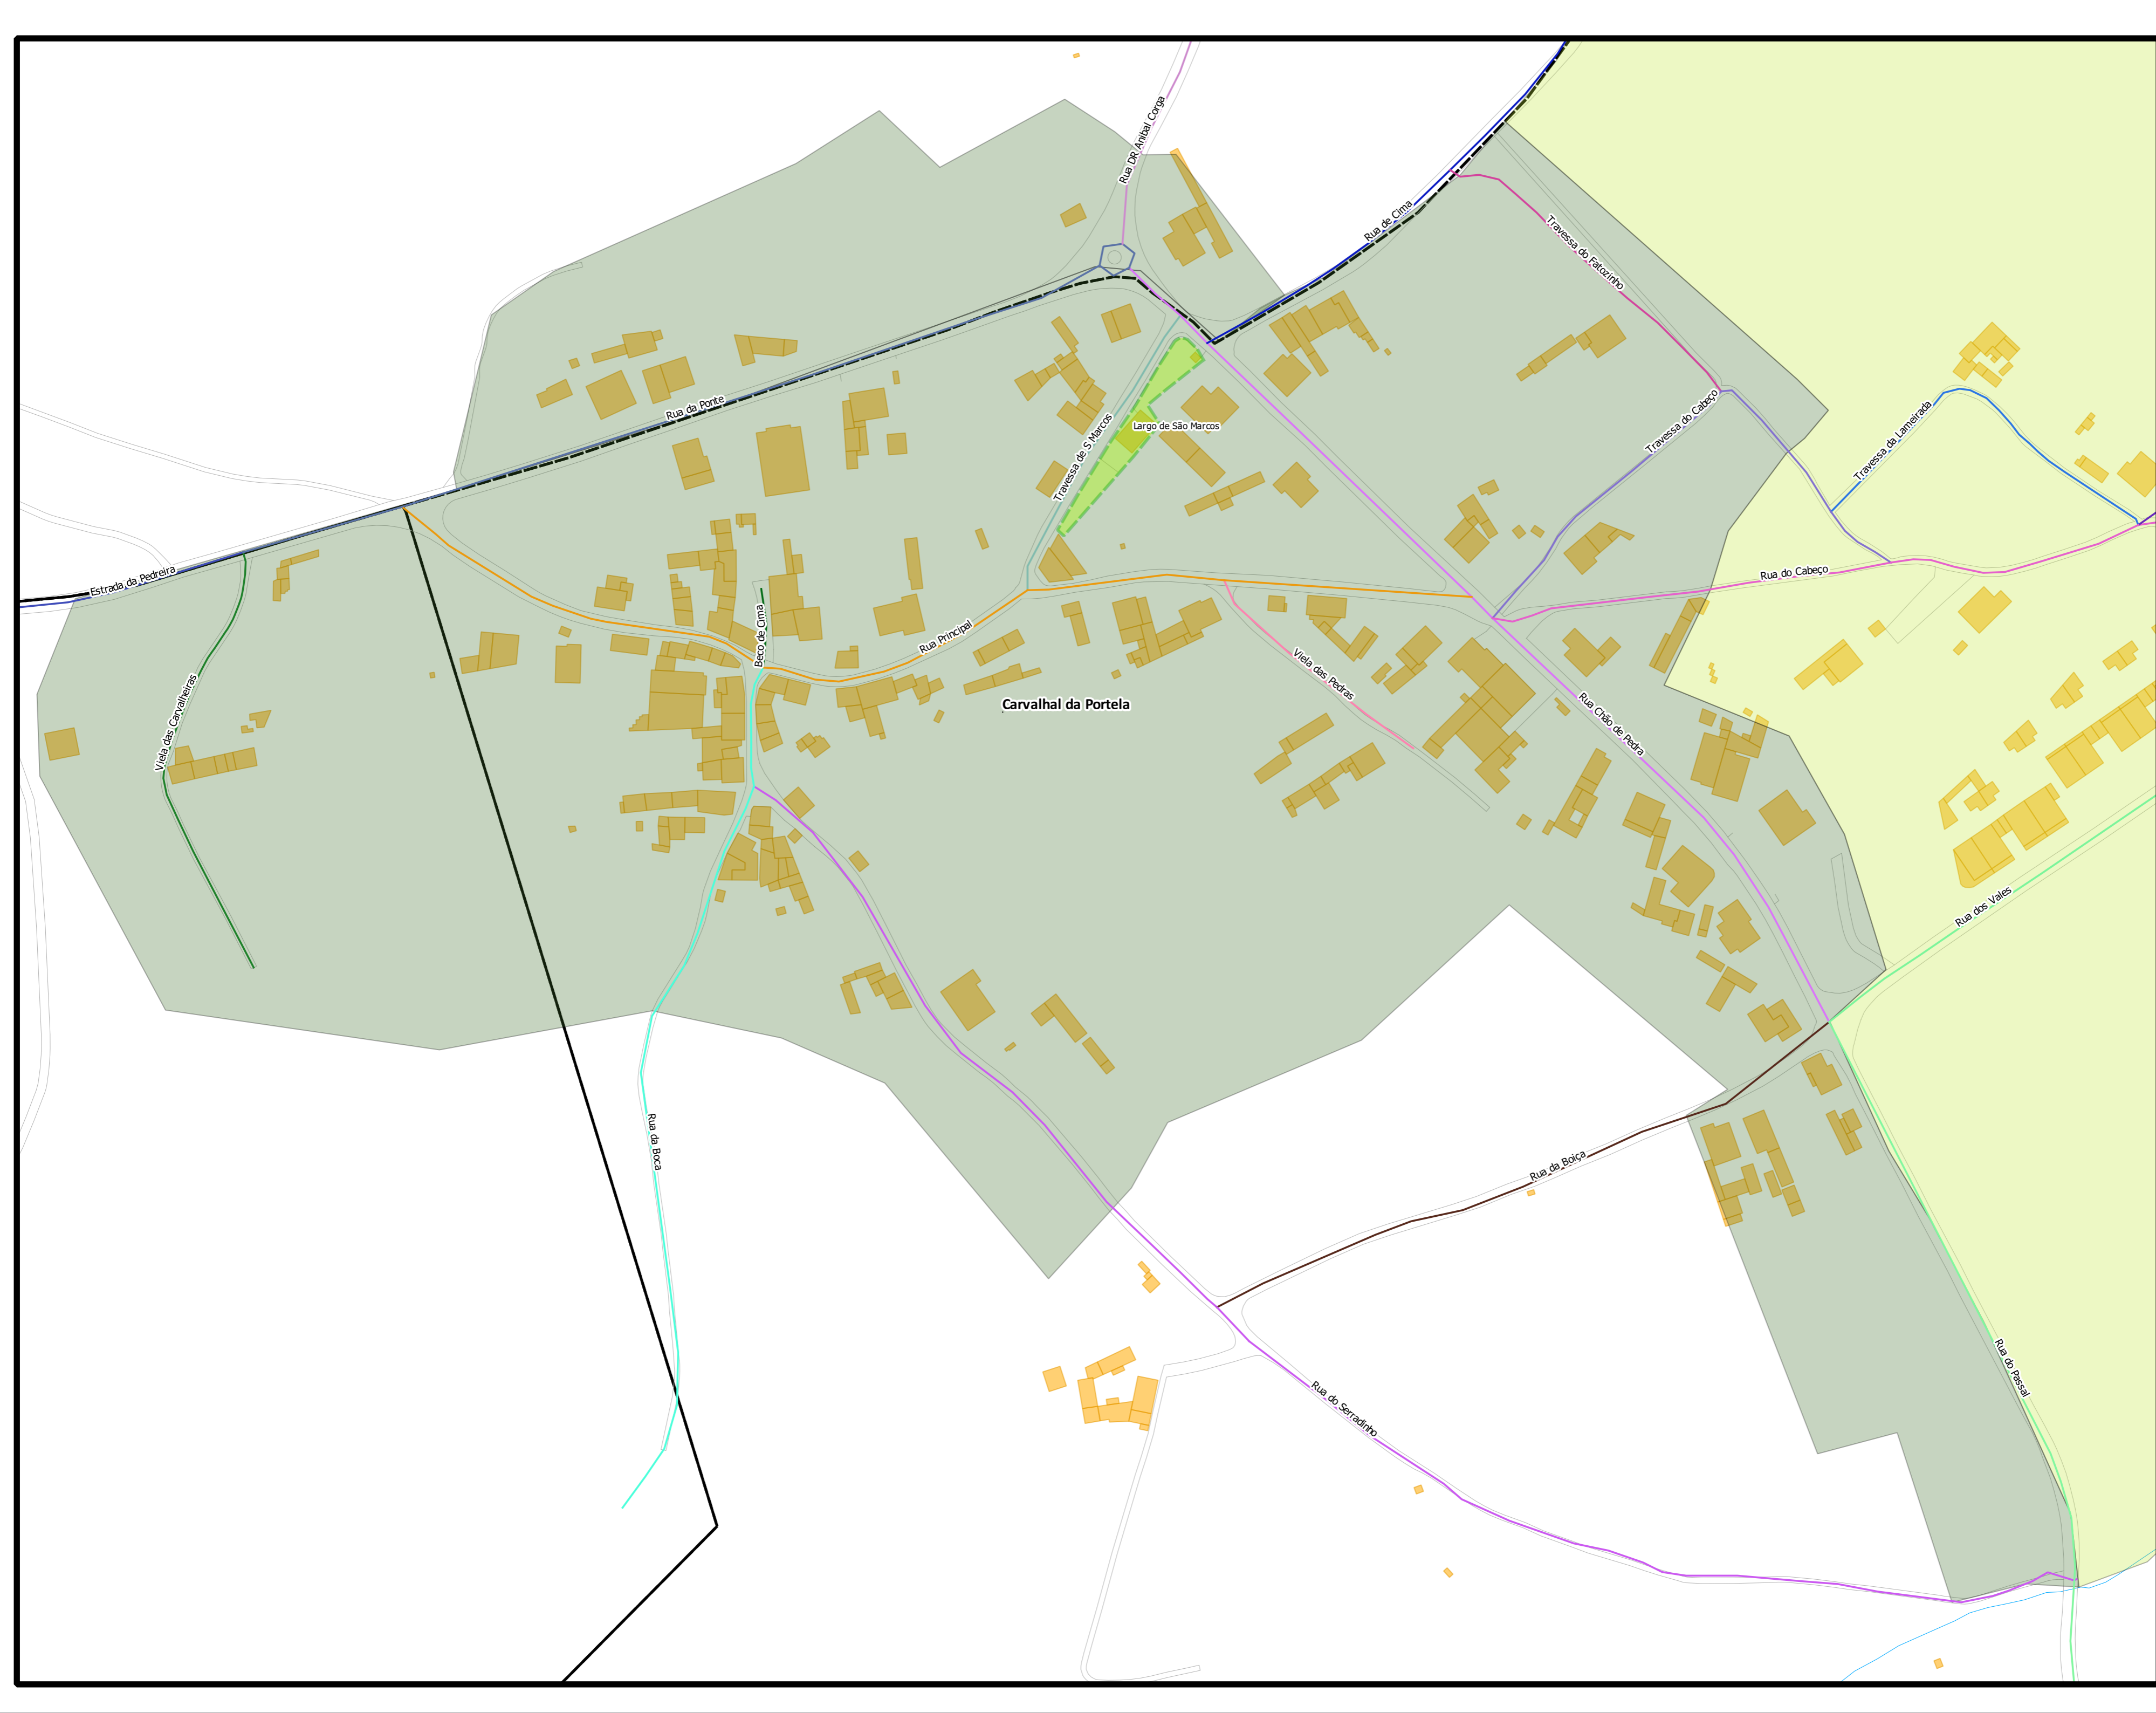 Rua DR Anibal Corga
Rua de Cima
Travessa do Fatozinho
Rua da Ponte
Travessa de S Marcos
Largo de São Marcos
Travessa do Cabeço
Travessa da Lameirada
Estrada da Pedreira
Rua do Cabeço
Beco de Cima
Rua Principal
Viela das Pedras
Viela das Carvalheiras
Carvalhal da Portela
Rua Chão de Pedra
Rua dos Vales
Rua da Boca
Rua da Boiça
Rua do Passal
Rua do Serradinho